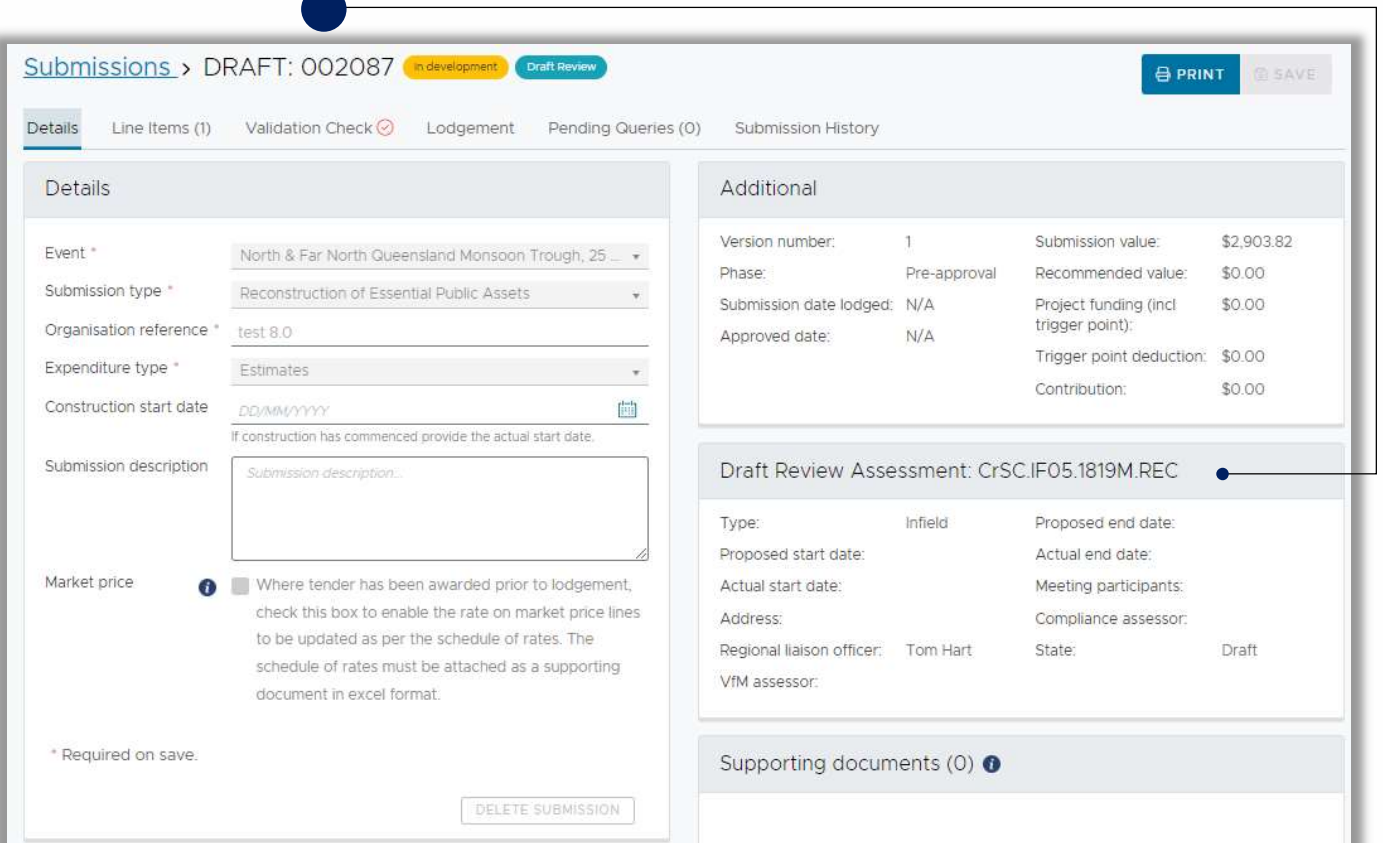 Submissions > DRAFT: 002087 In development Draft Review
PRINT SAVE
Details Line Items (1) Validation Check Lodgement Pending Queries (0) Submission History
Details
Event * North & Far North Queensland Monsoon Trough, 25 ...
Submission type * Reconstruction of Essential Public Assets
Organisation reference * test 8.0
Expenditure type * Estimates
Construction start date DD/MM/YYYY
If construction has commenced provide the actual start date.
Submission description Submission description...
Market price i Where tender has been awarded prior to lodgement,
check this box to enable the rate on market price lines
to be updated as per the schedule of rates. The
schedule of rates must be attached as a supporting
document in excel format.
* Required on save.
DELETE SUBMISSION
Additional
Version number: 1 Submission value: $2,903.82
Phase: Pre-approval Recommended value: $0.00
Submission date lodged: N/A Project funding (incl $0.00
trigger point):
Approved date: N/A
Trigger point deduction: $0.00
Contribution: $0.00
Draft Review Assessment: CrSC.IF05.1819M.REC
Type: Infield Proposed end date:
Proposed start date: Actual end date:
Actual start date: Meeting participants:
Address: Compliance assessor:
Regional liaison officer: Tom Hart State: Draft
VfM assessor:
Supporting documents (0) i